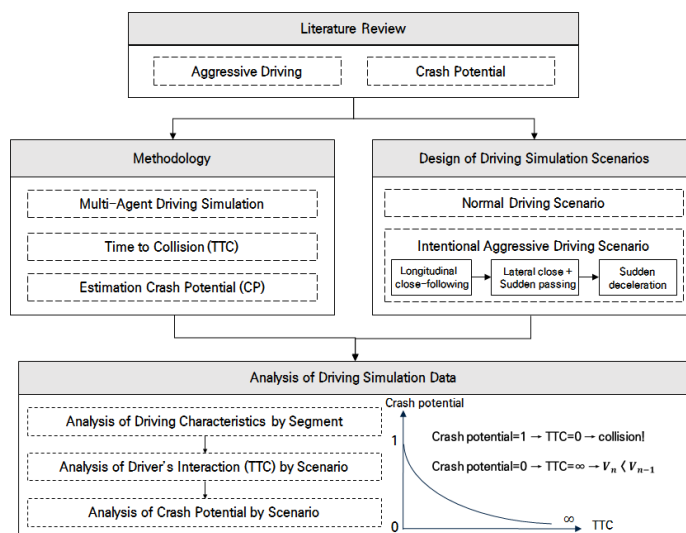 Literature Review
Aggressive Driving
Crash Potential
Methodology
Multi-Agent Driving Simulation
Time to Collision (TTC)
Estimation Crash Potential (CP)
Design of Driving Simulation Scenarios
Normal Driving Scenario
Intentional Aggressive Driving Scenario
Longitudinal
close-following
Lateral close +
Sudden passing
Sudden
deceleration
Analysis of Driving Simulation Data
Analysis of Driving Characteristics by Segment
Analysis of Driver's Interaction (TTC) by Scenario
Analysis of Crash Potential by Scenario
Crash potential
1
Crash potential=1 → TTC=0 → collision!
Crash potential=0 → TTC=∞ → Vₙ < Vₙ₋₁
∞
0
TTC